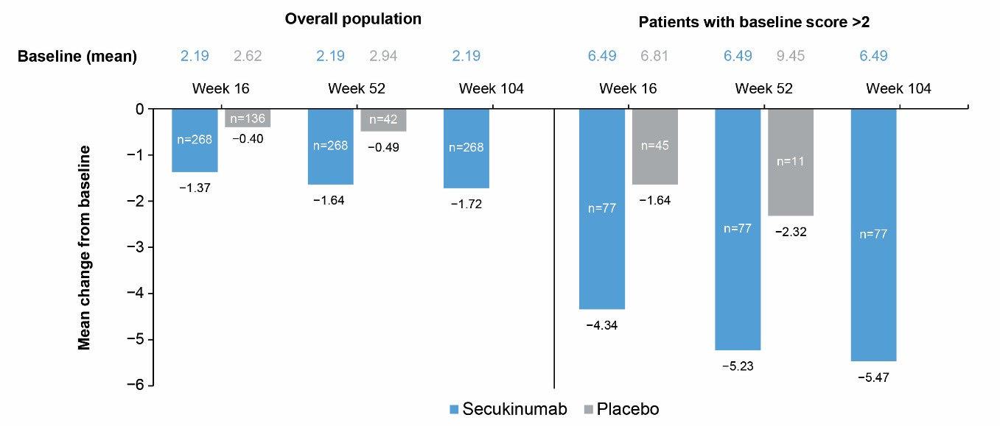 Overall population
Patients with baseline score >2
Baseline (mean) 2.19 2.62 2.19 2.94 2.19 6.49 6.81 6.49 9.45 6.49
Week 16 Week 52 Week 104 Week 16 Week 52 Week 104
Mean change from baseline
0
−1
−2
−3
−4
−5
−6
n=268
−1.37
n=136
−0.40
n=268
−1.64
n=42
−0.49
n=268
−1.72
n=77
−4.34
n=45
−1.64
n=77
−5.23
n=11
−2.32
n=77
−5.47
Secukinumab Placebo